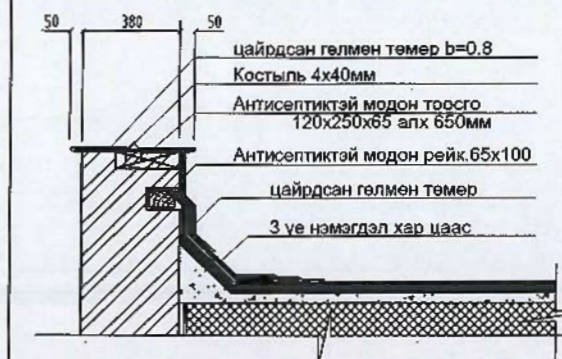 50 380 50
цайрдсан гөлмөн төмөр b=0.8
Костыль 4х40мм
Антисептиктэй модон тоосго
120х250х65 алх 650мм
Антисептиктэй модон рейк.65х100
цайрдсан гөлмөн төмөр
3 үе нэмэгдэл хар цаас